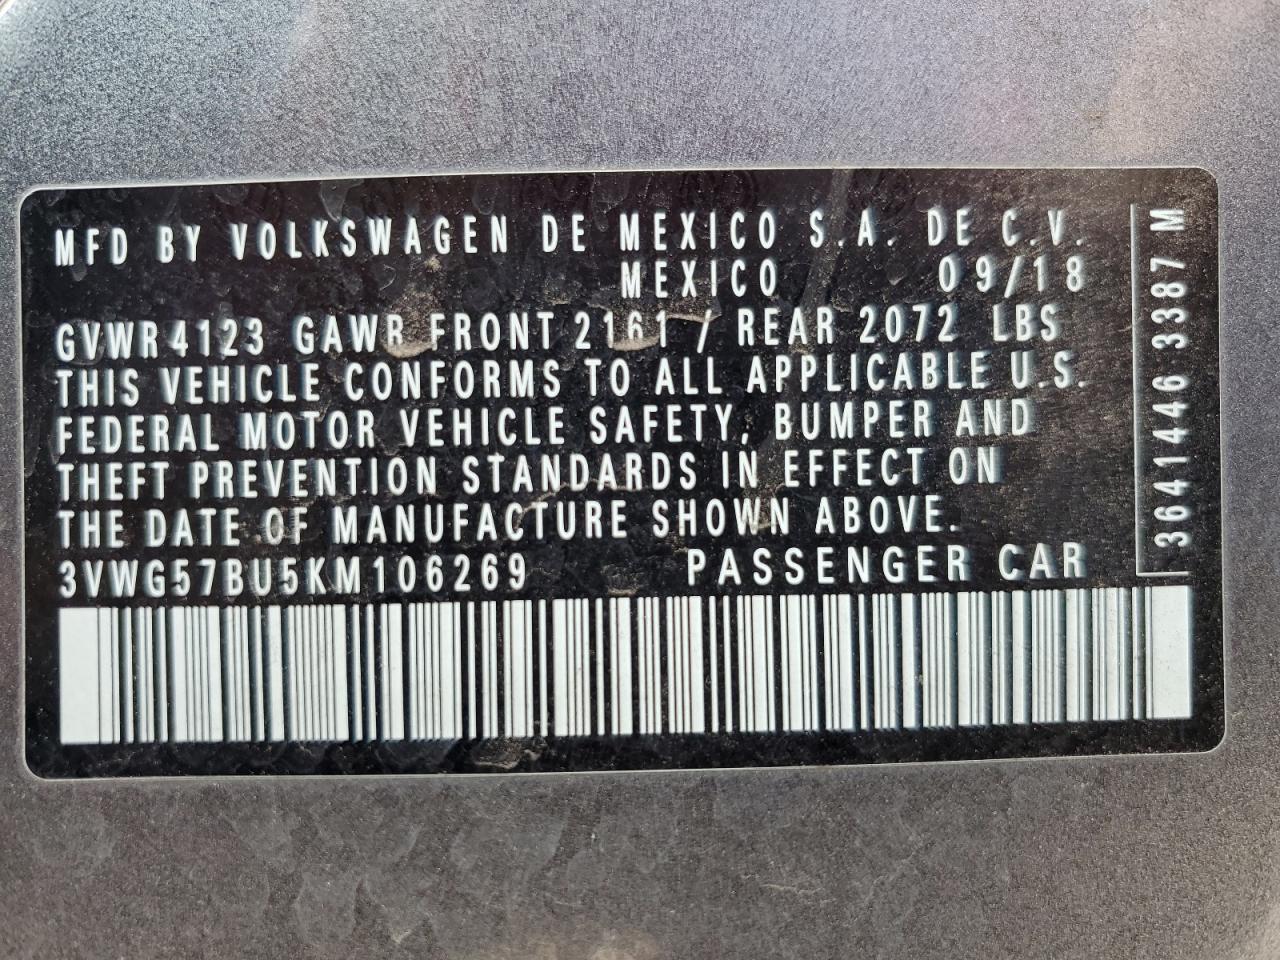 MFD BY VOLKSWAGEN DE MEXICO S.A. DE C.V.
MEXICO 09/18
GVWR 4123 GAWR FRONT 2161 / REAR 2072 LBS
THIS VEHICLE CONFORMS TO ALL APPLICABLE U.S.
FEDERAL MOTOR VEHICLE SAFETY, BUMPER AND
THEFT PREVENTION STANDARDS IN EFFECT ON
THE DATE OF MANUFACTURE SHOWN ABOVE.
3VWG57BU5KM106269 PASSENGER CAR
3641446 3387 M